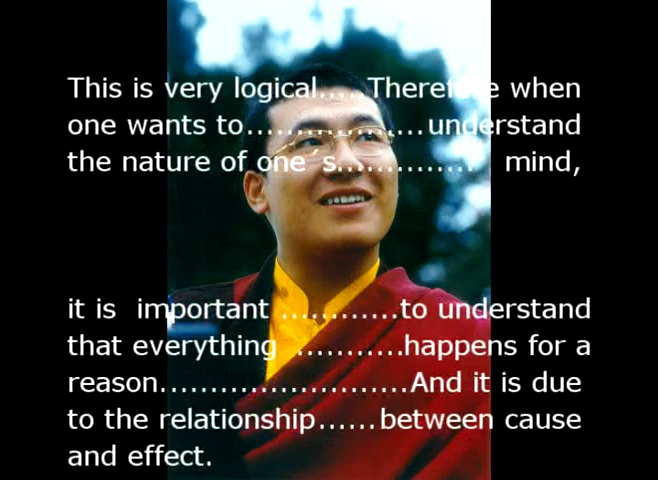 This is very logical.....Therefore when
one wants to..................understand
the nature of one s.............. mind,
it is important ............to understand
that everything ...........happens for a
reason.........................And it is due
to the relationship......between cause
and effect.